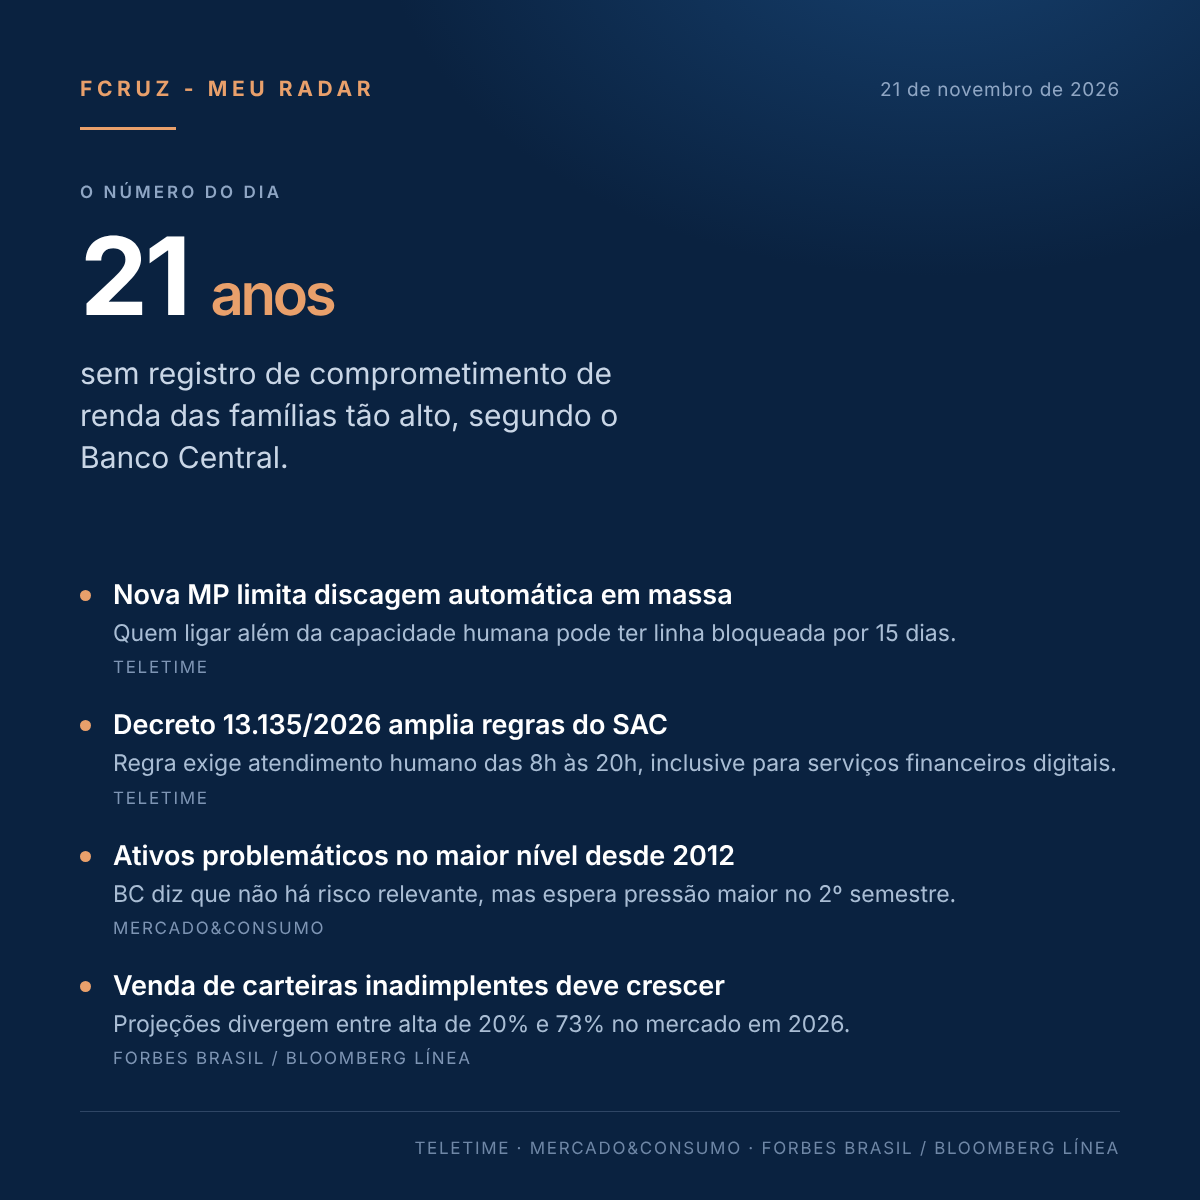 FCRUZ - MEU RADAR
21 de novembro de 2026
O NÚMERO DO DIA
21 anos
sem registro de comprometimento de
renda das famílias tão alto, segundo o
Banco Central.
Nova MP limita discagem automática em massa
Quem ligar além da capacidade humana pode ter linha bloqueada por 15 dias.
TELETIME
Decreto 13.135/2026 amplia regras do SAC
Regra exige atendimento humano das 8h às 20h, inclusive para serviços financeiros digitais.
TELETIME
Ativos problemáticos no maior nível desde 2012
BC diz que não há risco relevante, mas espera pressão maior no 2º semestre.
MERCADO&CONSUMO
Venda de carteiras inadimplentes deve crescer
Projeções divergem entre alta de 20% e 73% no mercado em 2026.
FORBES BRASIL / BLOOMBERG LÍNEA
TELETIME · MERCADO&CONSUMO · FORBES BRASIL / BLOOMBERG LÍNEA